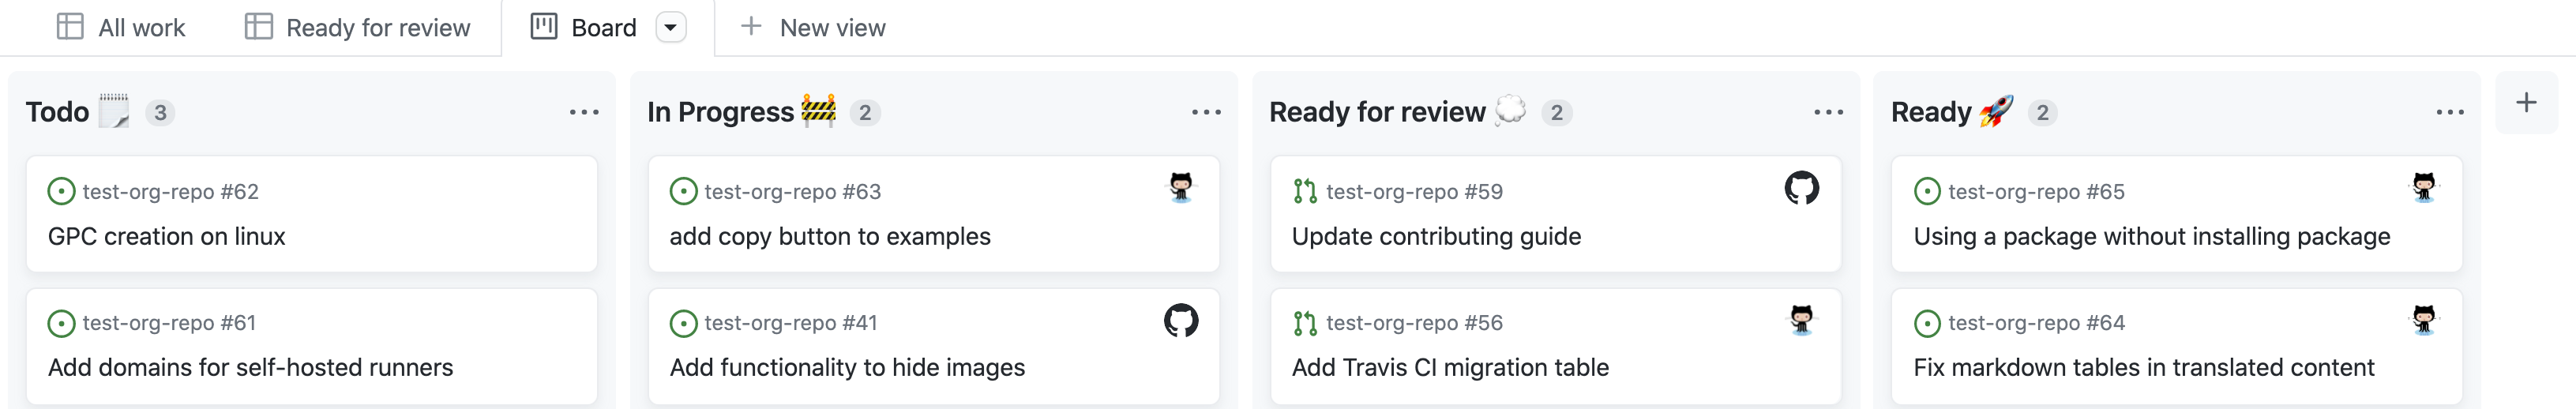 All work
Ready for review
Board
New view
Todo 3
test-org-repo #62
GPC creation on linux
test-org-repo #61
Add domains for self-hosted runners
In Progress 2
test-org-repo #63
add copy button to examples
test-org-repo #41
Add functionality to hide images
Ready for review 2
test-org-repo #59
Update contributing guide
test-org-repo #56
Add Travis CI migration table
Ready 2
test-org-repo #65
Using a package without installing package
test-org-repo #64
Fix markdown tables in translated content